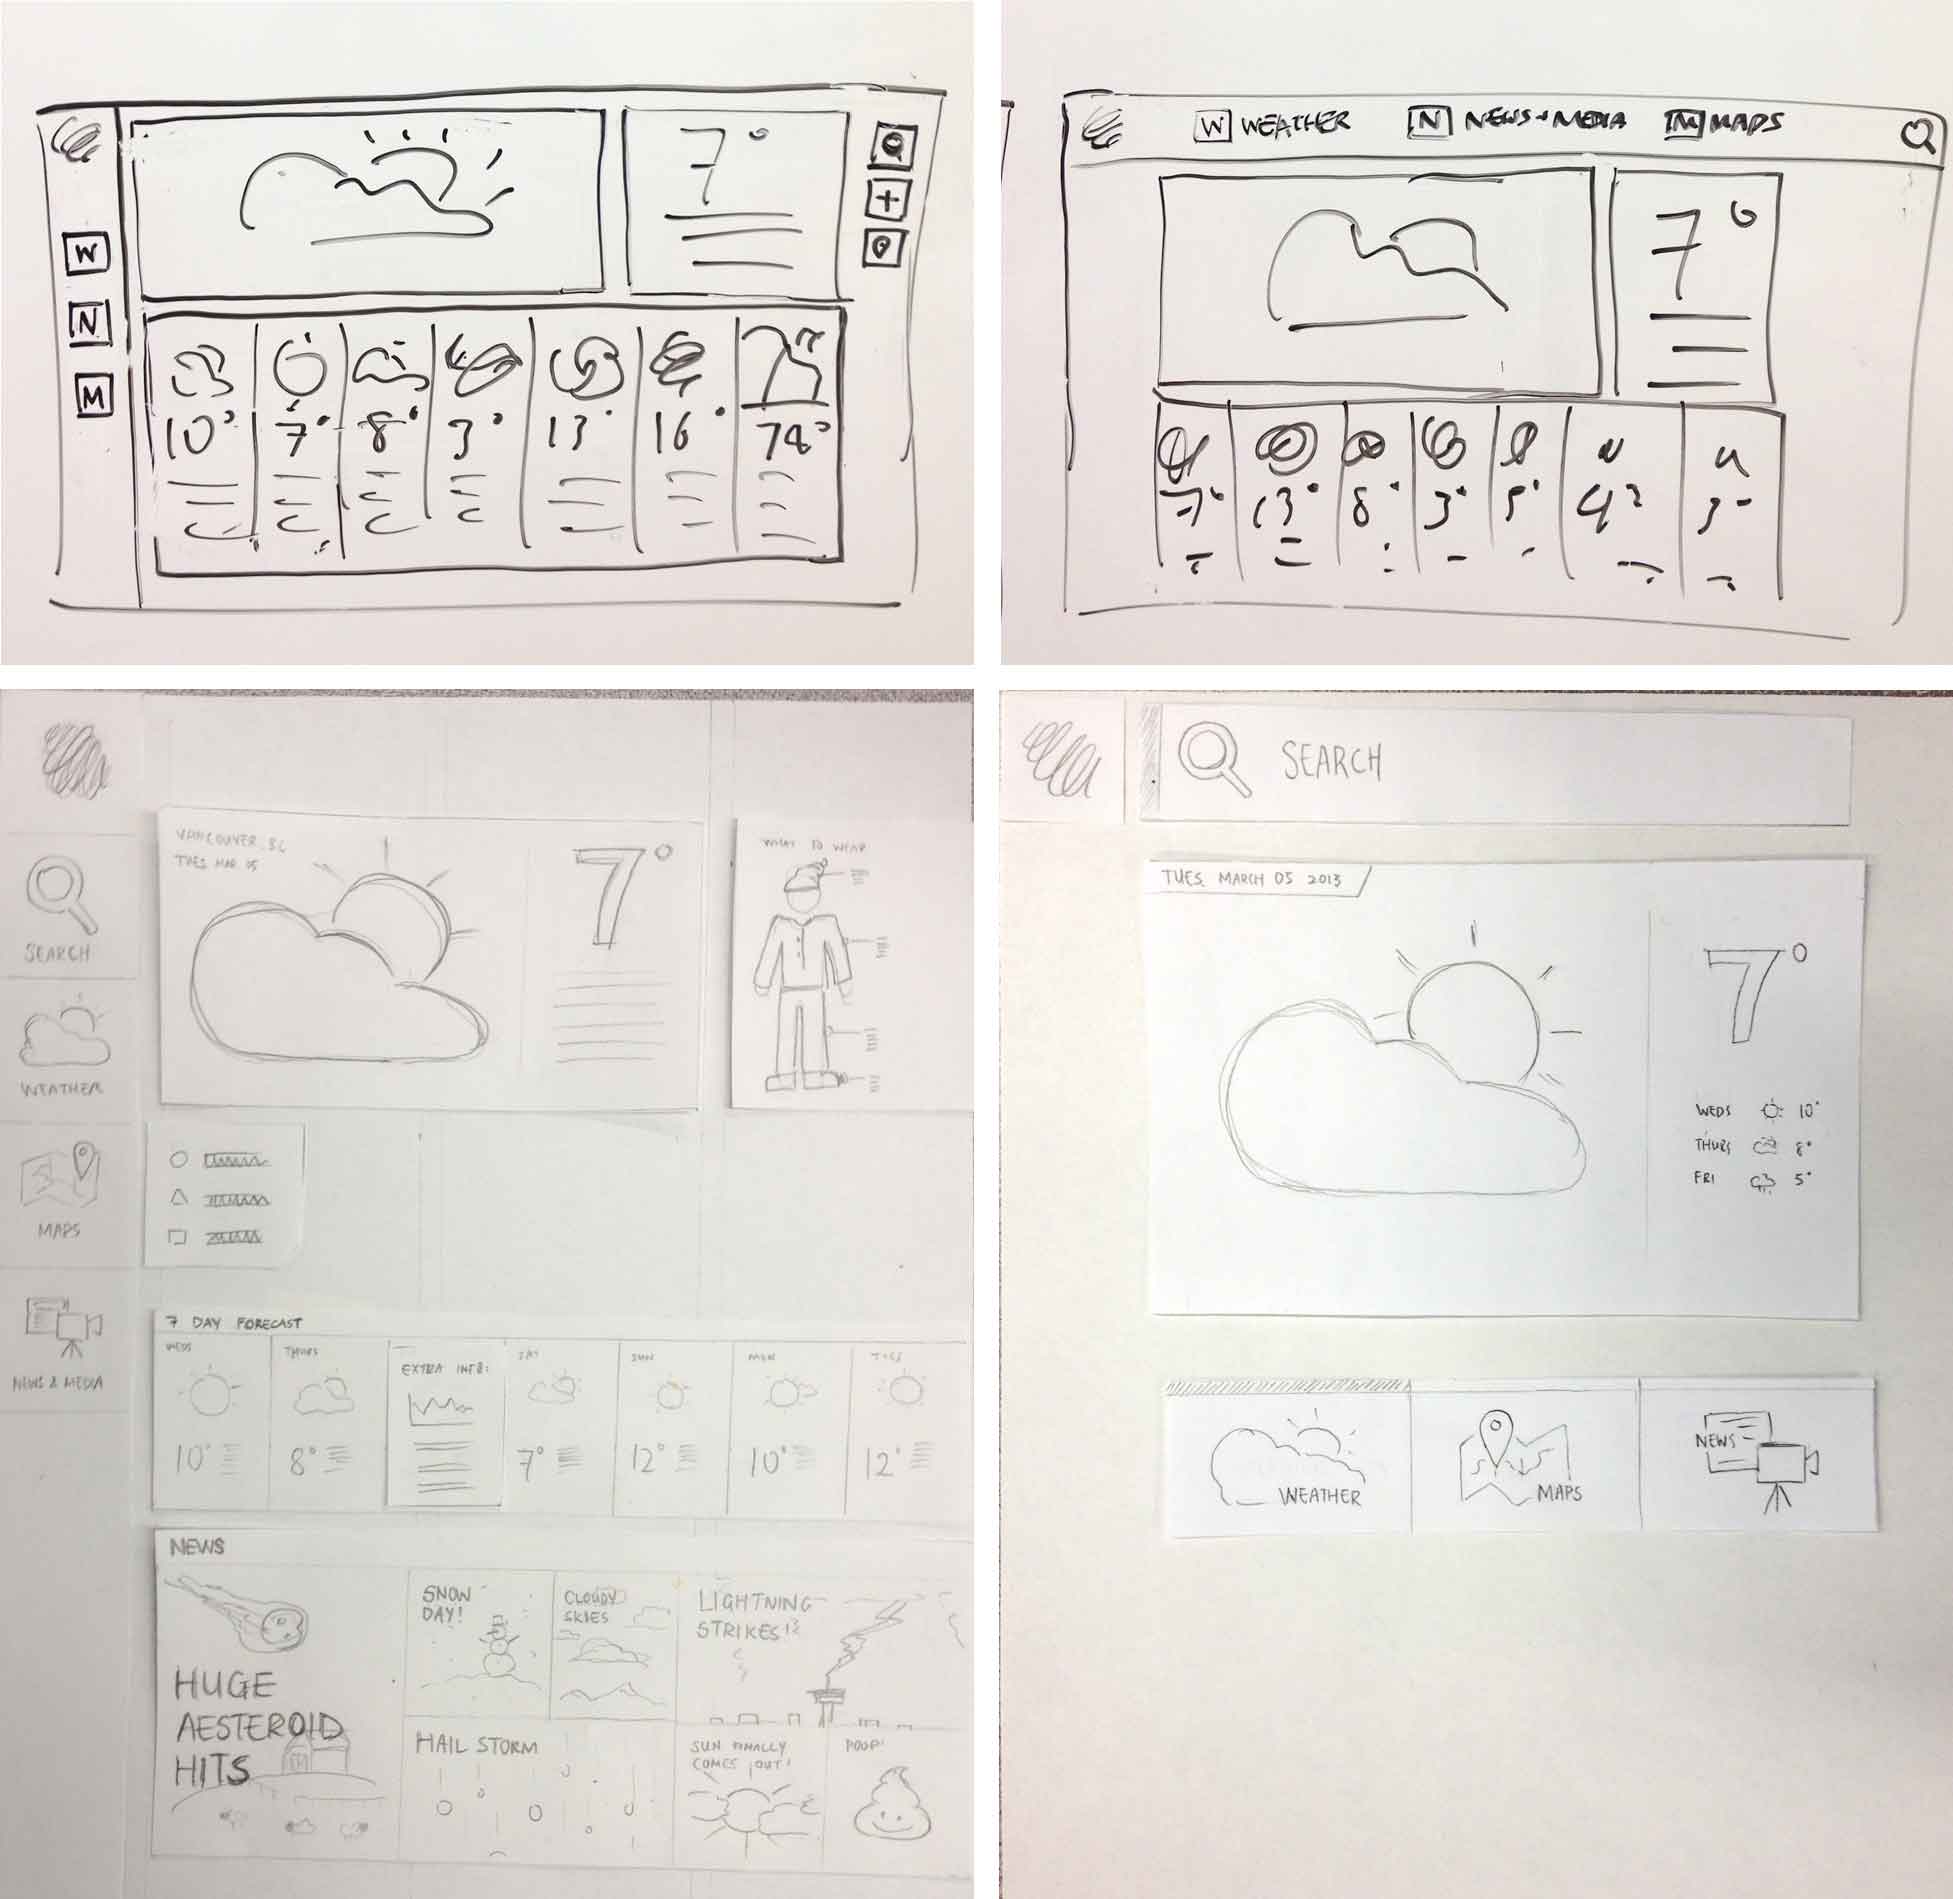 7°
W
N
M
10° 7° 8° 3° 13° 16° 78°
W WEATHER N NEWS+MEDIA M MAPS
7°
7° 13° 8° 3° 5° 4° 3°
SEARCH
WEATHER
MAPS
NEWS & MEDIA
VANCOUVER BC
TUES MAR 05
7°
WHAT TO WEAR
7 DAY FORECAST
WEDS THURS EXTRA INFO: SAT SUN MON TUES
10° 8° 7° 12° 10° 12°
NEWS
HUGE
AESTEROID
HITS
SNOW
DAY!
CLOUDY
SKIES
LIGHTNING
STRIKES
HAIL STORM
SUN FINALLY
COMES OUT!
POOP!
SEARCH
TUES. MARCH 05 2013
7°
WEDS 10°
THURS 8°
FRI 5°
WEATHER
MAPS
NEWS